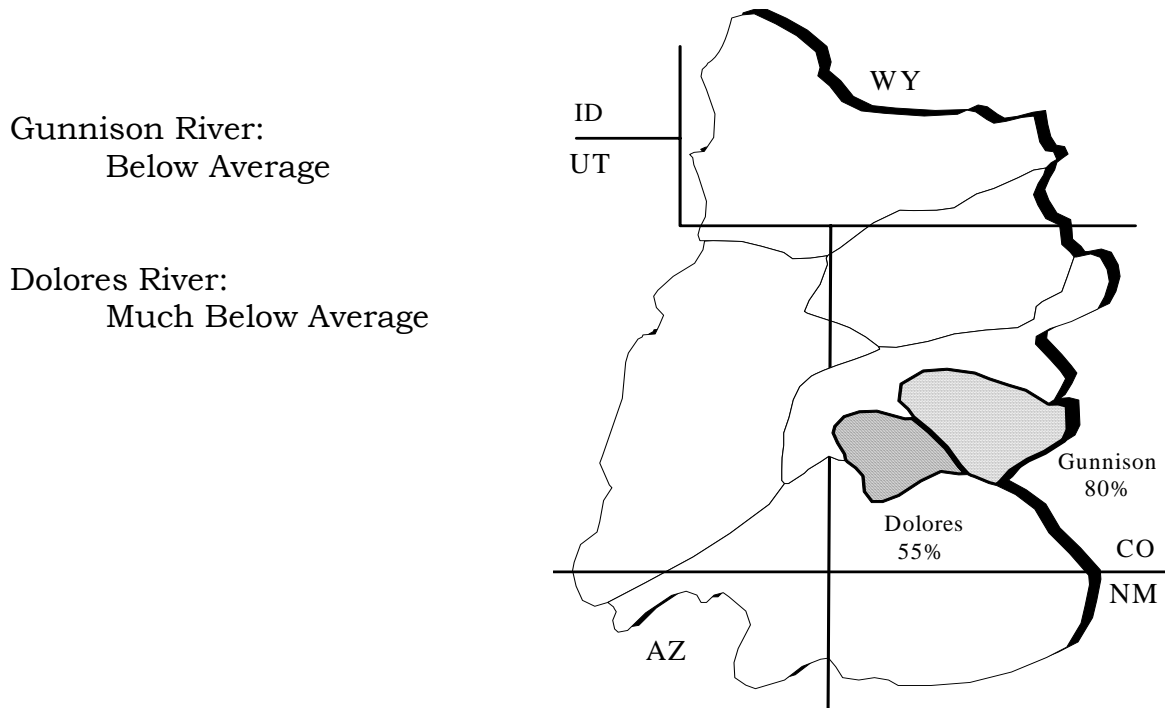 Gunnison River:
Below Average
Dolores River:
Much Below Average
WY
ID
UT
Gunnison
80%
Dolores
55%
CO
NM
AZ